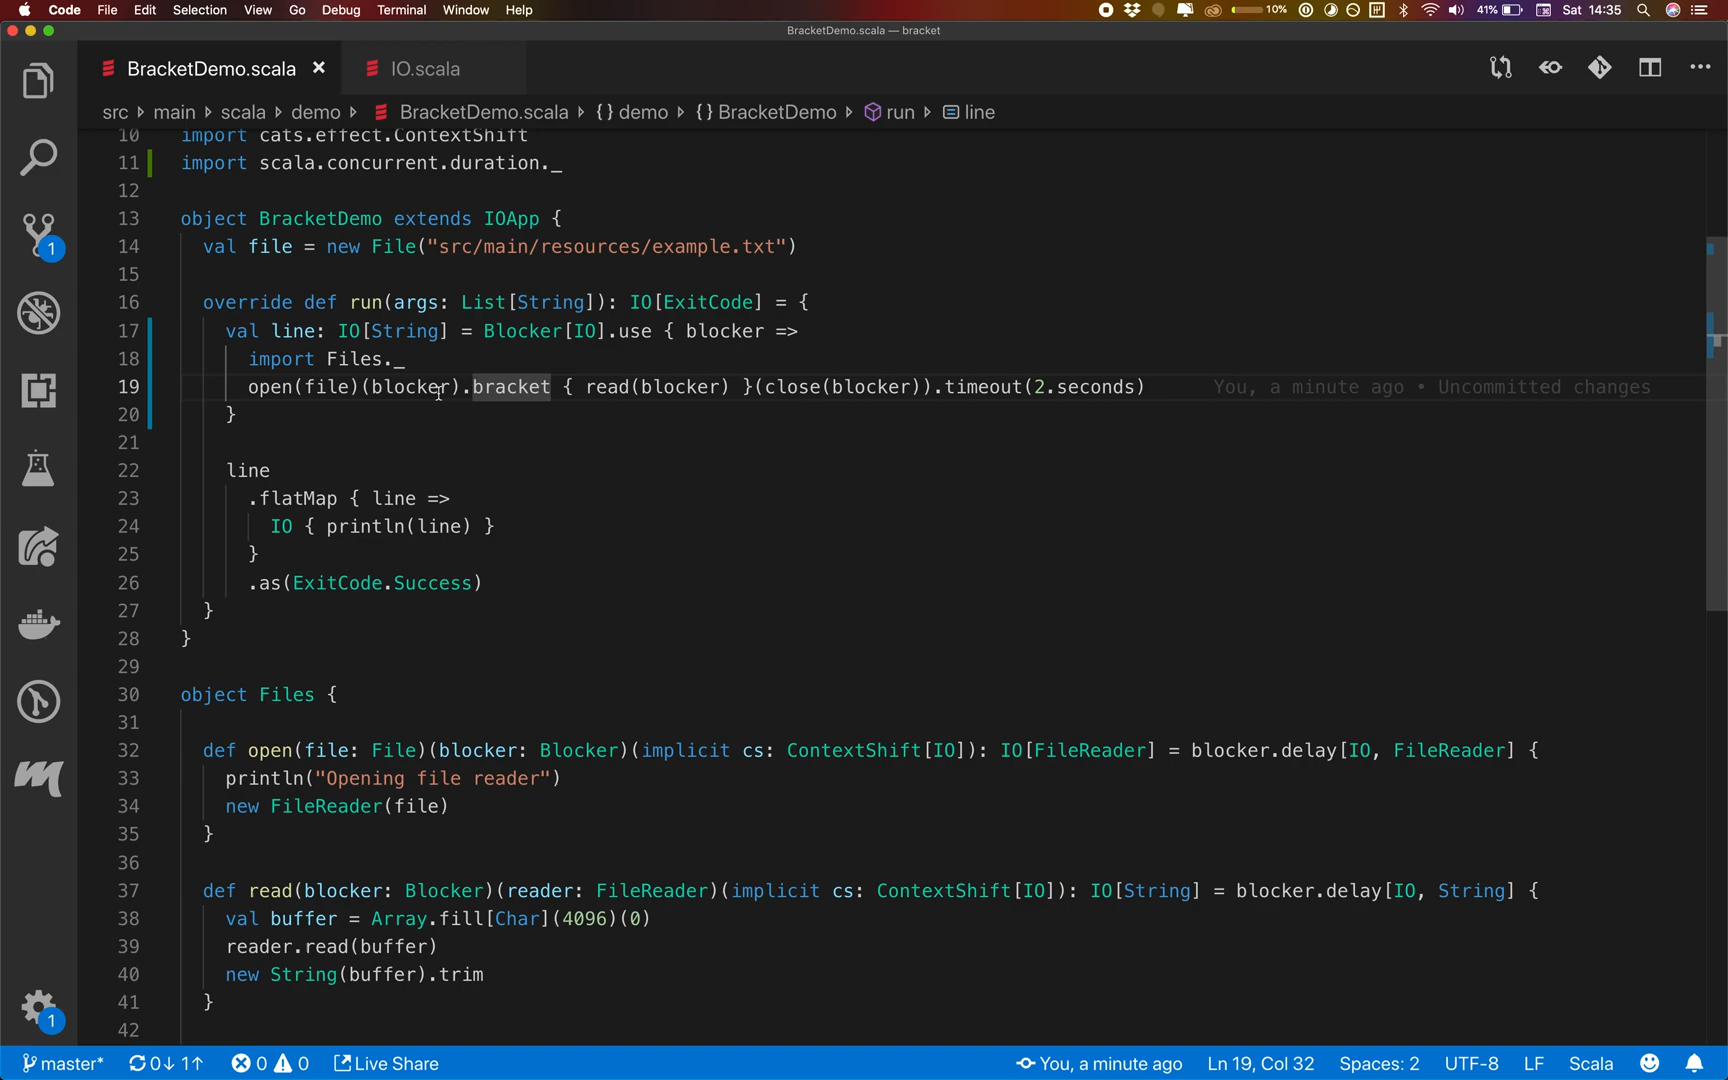 Code File Edit Selection View Go Debug Terminal Window Help 10% 41% Sat 14:35
BracketDemo.scala — bracket
BracketDemo.scala IO.scala
src main scala demo BracketDemo.scala {} demo {} BracketDemo run line
10 import cats.effect.ContextShift
11 import scala.concurrent.duration._
12
13 object BracketDemo extends IOApp {
14 val file = new File("src/main/resources/example.txt")
15
16 override def run(args: List[String]): IO[ExitCode] = {
17 val line: IO[String] = Blocker[IO].use { blocker =>
18 import Files._
19 open(file)(blocker).bracket { read(blocker) }(close(blocker)).timeout(2.seconds) You, a minute ago • Uncommitted changes
20 }
21
22 line
23 .flatMap { line =>
24 IO { println(line) }
25 }
26 .as(ExitCode.Success)
27 }
28 }
29
30 object Files {
31
32 def open(file: File)(blocker: Blocker)(implicit cs: ContextShift[IO]): IO[FileReader] = blocker.delay[IO, FileReader] {
33 println("Opening file reader")
34 new FileReader(file)
35 }
36
37 def read(blocker: Blocker)(reader: FileReader)(implicit cs: ContextShift[IO]): IO[String] = blocker.delay[IO, String] {
38 val buffer = Array.fill[Char](4096)(0)
39 reader.read(buffer)
40 new String(buffer).trim
41 }
42
1
1
master* 0↓ 1↑ 0 0 Live Share You, a minute ago Ln 19, Col 32 Spaces: 2 UTF-8 LF Scala